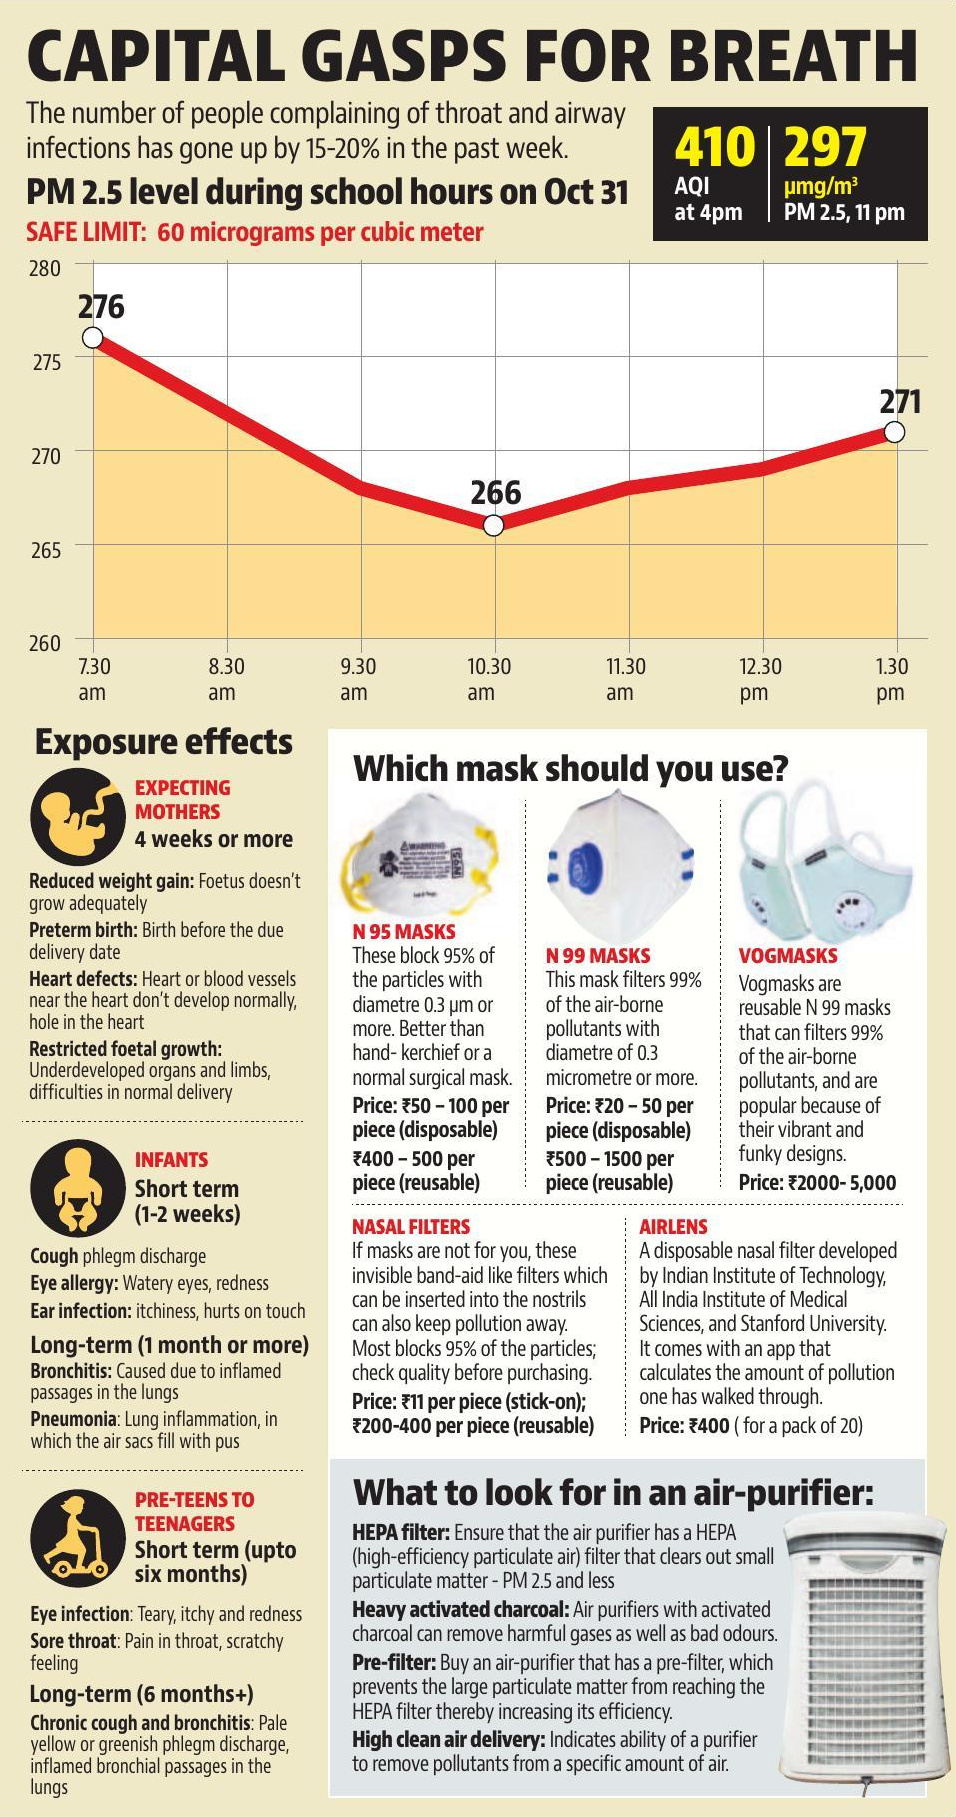 CAPITAL GASPS FOR BREATH
The number of people complaining of throat and airway
infections has gone up by 15-20% in the past week.
PM 2.5 level during school hours on Oct 31
SAFE LIMIT: 60 micrograms per cubic meter
410
AQI
at 4pm
297
µmg/m³
PM 2.5, 11 pm
280
275
270
265
260
276
266
271
7.30
am
8.30
am
9.30
am
10.30
am
11.30
am
12.30
pm
1.30
pm
Exposure effects
EXPECTING
MOTHERS
4 weeks or more
Reduced weight gain: Foetus doesn't
grow adequately
Preterm birth: Birth before the due
delivery date
Heart defects: Heart or blood vessels
near the heart don't develop normally,
hole in the heart
Restricted foetal growth:
Underdeveloped organs and limbs,
difficulties in normal delivery
INFANTS
Short term
(1-2 weeks)
Cough phlegm discharge
Eye allergy: Watery eyes, redness
Ear infection: itchiness, hurts on touch
Long-term (1 month or more)
Bronchitis: Caused due to inflamed
passages in the lungs
Pneumonia: Lung inflammation, in
which the air sacs fill with pus
PRE-TEENS TO
TEENAGERS
Short term (upto
six months)
Eye infection: Teary, itchy and redness
Sore throat: Pain in throat, scratchy
feeling
Long-term (6 months+)
Chronic cough and bronchitis: Pale
yellow or greenish phlegm discharge,
inflamed bronchial passages in the
lungs
Which mask should you use?
WARNING
N95
N 95 MASKS
These block 95% of
the particles with
diametre 0.3 µm or
more. Better than
hand- kerchief or a
normal surgical mask.
Price: ₹50 – 100 per
piece (disposable)
₹400 – 500 per
piece (reusable)
N 99 MASKS
This mask filters 99%
of the air-borne
pollutants with
diametre of 0.3
micrometre or more.
Price: ₹20 – 50 per
piece (disposable)
₹500 – 1500 per
piece (reusable)
VOGMASKS
Vogmasks are
reusable N 99 masks
that can filters 99%
of the air-borne
pollutants, and are
popular because of
their vibrant and
funky designs.
Price: ₹2000- 5,000
NASAL FILTERS
If masks are not for you, these
invisible band-aid like filters which
can be inserted into the nostrils
can also keep pollution away.
Most blocks 95% of the particles;
check quality before purchasing.
Price: ₹11 per piece (stick-on);
₹200-400 per piece (reusable)
AIRLENS
A disposable nasal filter developed
by Indian Institute of Technology,
All India Institute of Medical
Sciences, and Stanford University.
It comes with an app that
calculates the amount of pollution
one has walked through.
Price: ₹400 ( for a pack of 20)
What to look for in an air-purifier:
HEPA filter: Ensure that the air purifier has a HEPA
(high-efficiency particulate air) filter that clears out small
particulate matter - PM 2.5 and less
Heavy activated charcoal: Air purifiers with activated
charcoal can remove harmful gases as well as bad odours.
Pre-filter: Buy an air-purifier that has a pre-filter, which
prevents the large particulate matter from reaching the
HEPA filter thereby increasing its efficiency.
High clean air delivery: Indicates ability of a purifier
to remove pollutants from a specific amount of air.